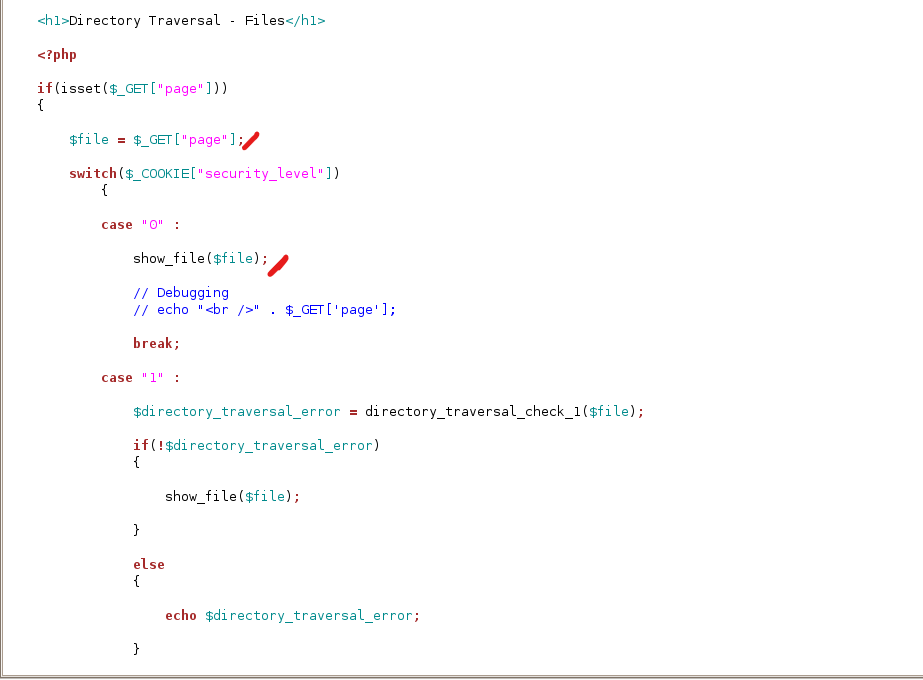 <h1>Directory Traversal - Files</h1>
<?php
if(isset($_GET["page"]))
{
$file = $_GET["page"];
switch($_COOKIE["security_level"])
{
case "0" :
show_file($file);
// Debugging
// echo "<br />" . $_GET['page'];
break;
case "1" :
$directory_traversal_error = directory_traversal_check_1($file);
if(!$directory_traversal_error)
{
show_file($file);
}
else
{
echo $directory_traversal_error;
}